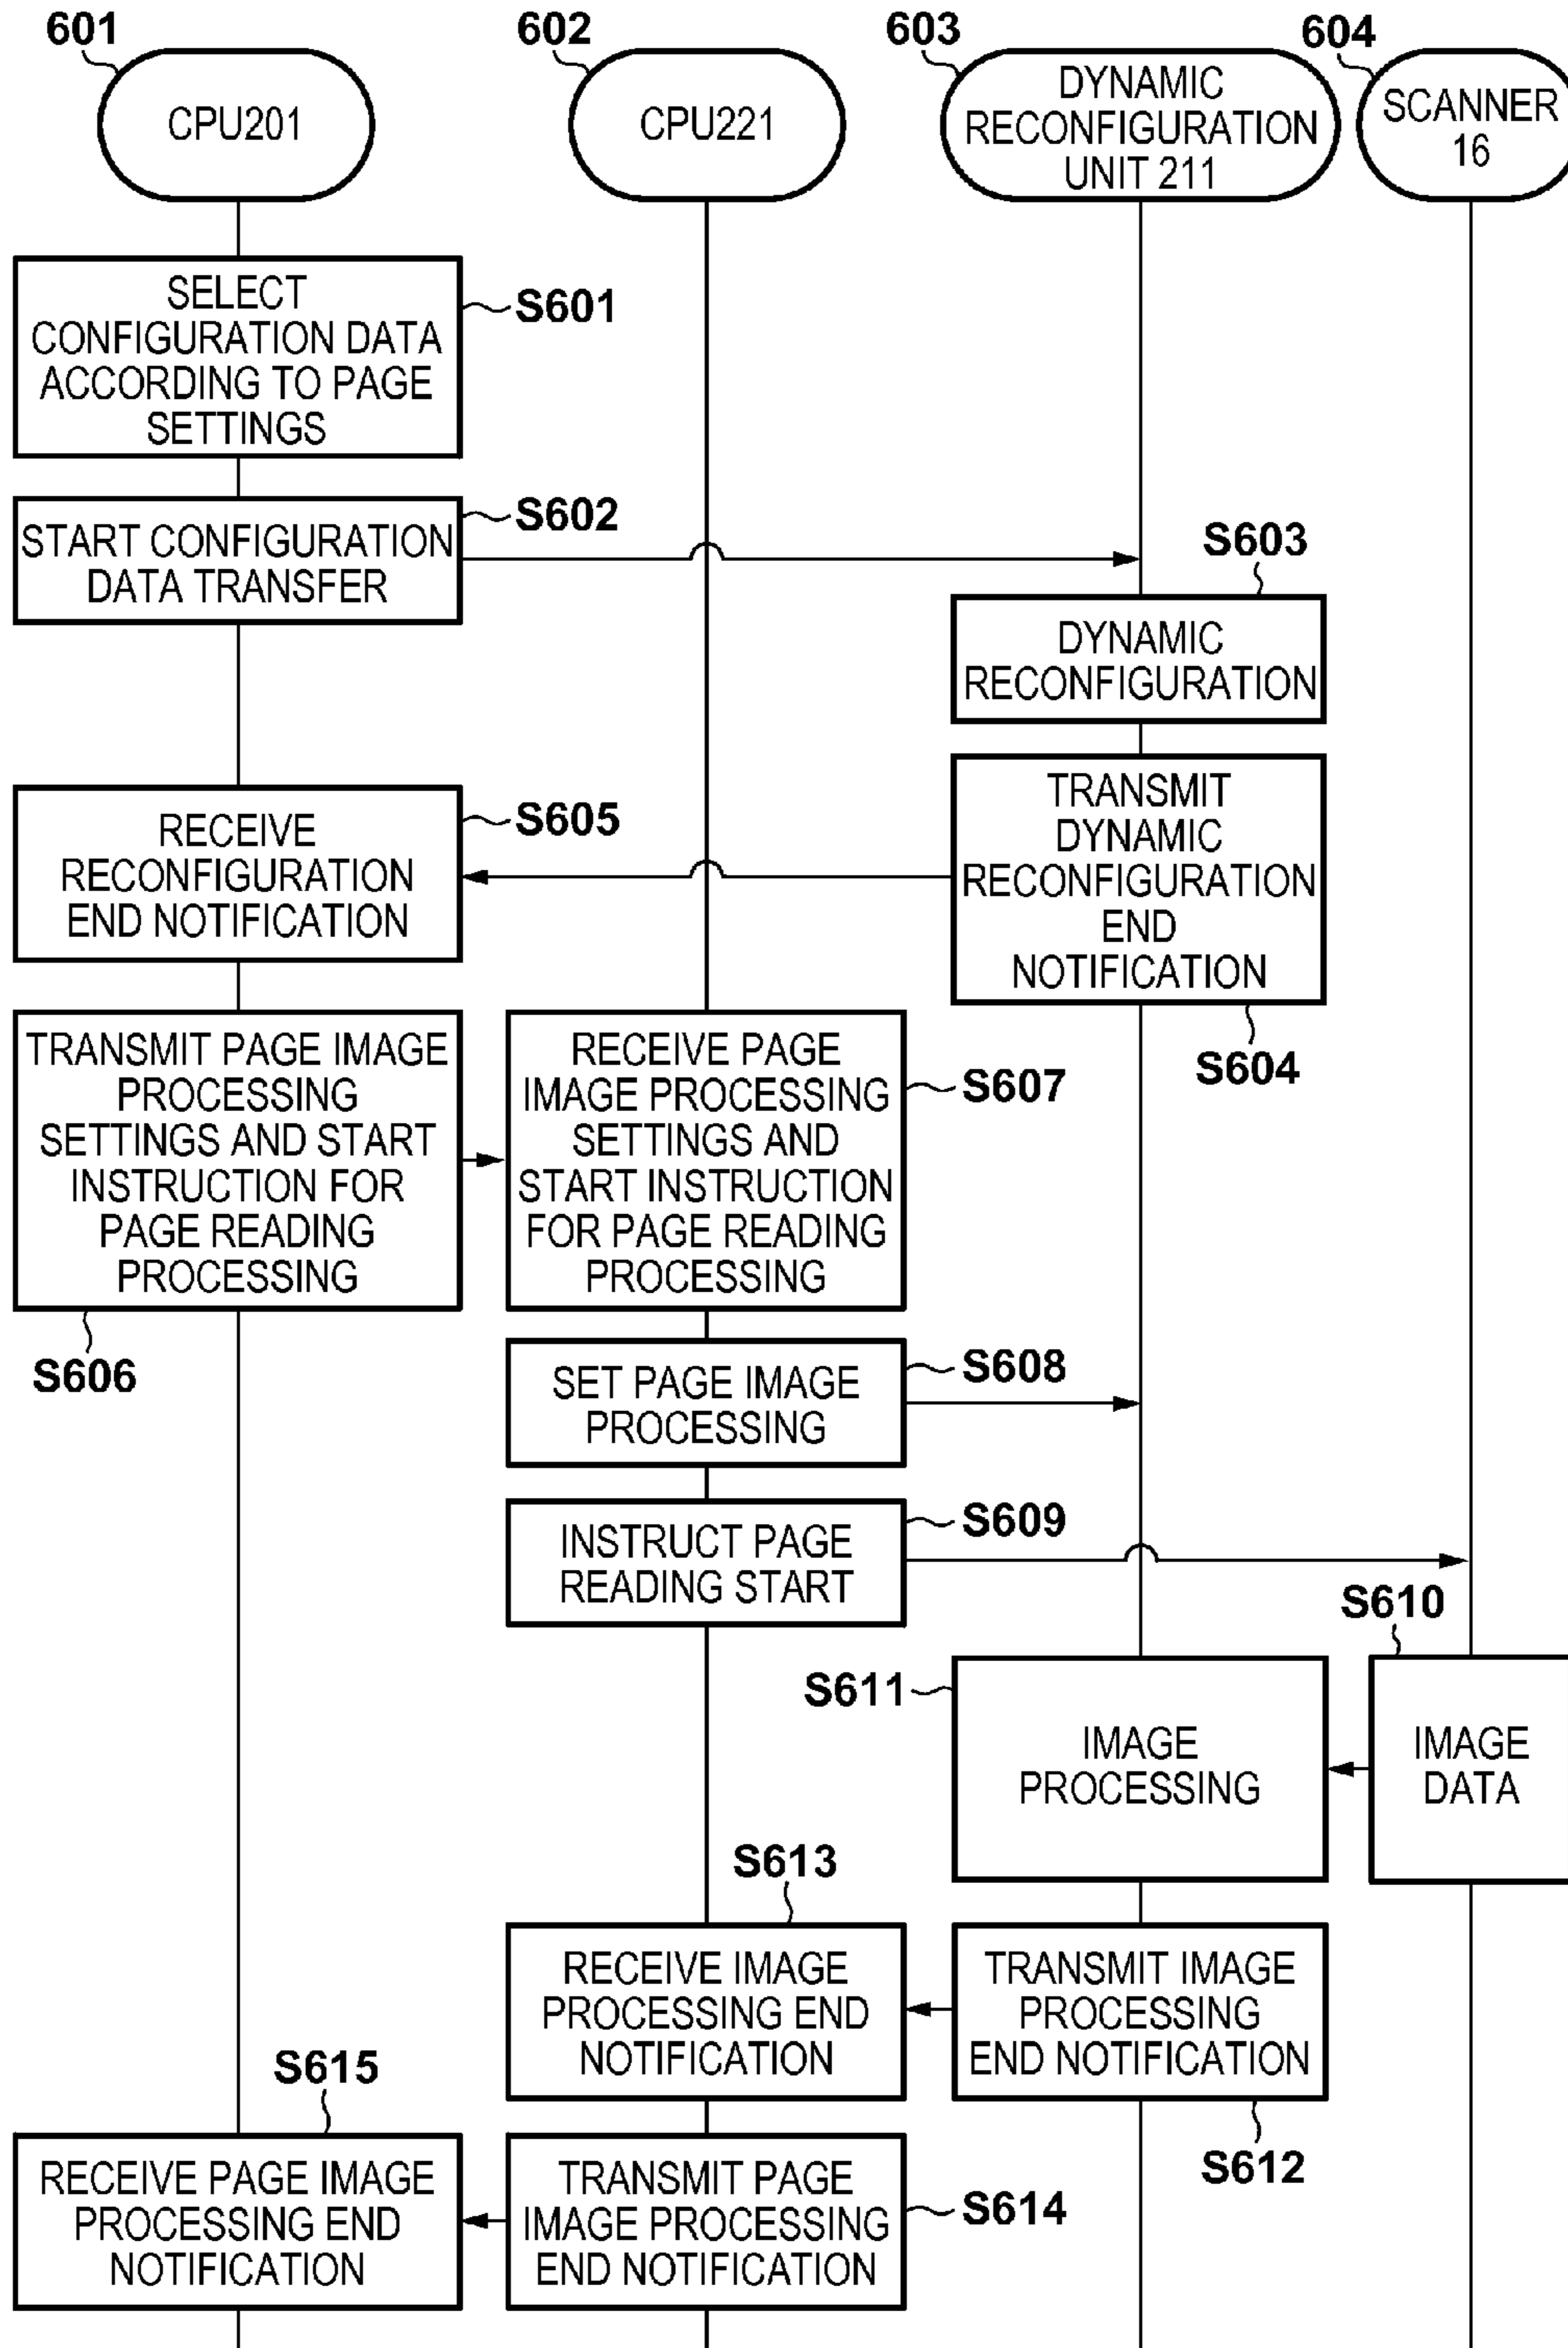 601
602
603
604
CPU201
CPU221
DYNAMIC
RECONFIGURATION
UNIT 211
SCANNER
16
SELECT
CONFIGURATION DATA
ACCORDING TO PAGE
SETTINGS
S601
START CONFIGURATION
DATA TRANSFER
S602
S603
DYNAMIC
RECONFIGURATION
TRANSMIT
DYNAMIC
RECONFIGURATION
END
NOTIFICATION
S604
RECEIVE
RECONFIGURATION
END NOTIFICATION
S605
TRANSMIT PAGE IMAGE
PROCESSING
SETTINGS AND START
INSTRUCTION FOR
PAGE READING
PROCESSING
S606
RECEIVE PAGE
IMAGE PROCESSING
SETTINGS AND
START INSTRUCTION
FOR PAGE READING
PROCESSING
S607
SET PAGE IMAGE
PROCESSING
S608
INSTRUCT PAGE
READING START
S609
S610
IMAGE
DATA
S611
IMAGE
PROCESSING
S613
RECEIVE IMAGE
PROCESSING END
NOTIFICATION
TRANSMIT IMAGE
PROCESSING
END NOTIFICATION
S612
S615
RECEIVE PAGE IMAGE
PROCESSING END
NOTIFICATION
TRANSMIT PAGE
IMAGE PROCESSING
END NOTIFICATION
S614